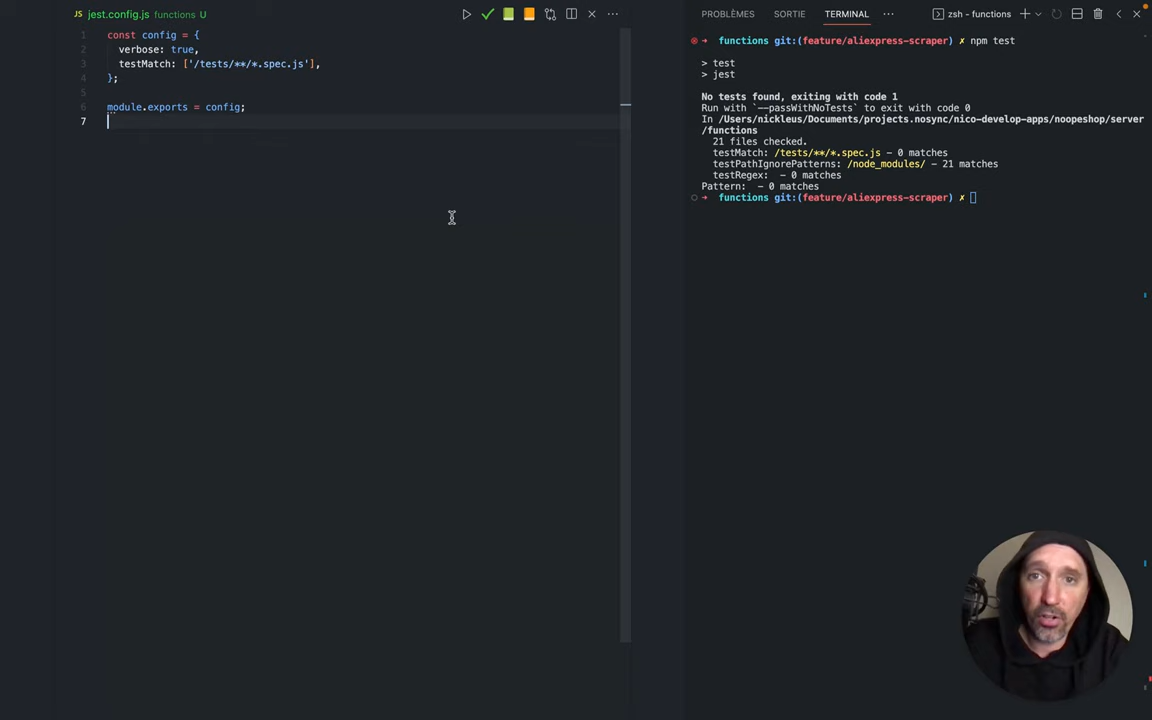 JS jest.config.js functions U
1 const config = {
2 verbose: true,
3 testMatch: ['/tests/**/*.spec.js'],
4 };
5
6 module.exports = config;
7
PROBLÈMES SORTIE TERMINAL ··· zsh - functions
functions git:(feature/aliexpress-scraper) ✗ npm test
> test
> jest
No tests found, exiting with code 1
Run with `--passWithNoTests` to exit with code 0
In /Users/nickleus/Documents/projects.nosync/nico-develop-apps/noopeshop/server
/functions
21 files checked.
testMatch: /tests/**/*.spec.js - 0 matches
testPathIgnorePatterns: /node_modules/ - 21 matches
testRegex:  - 0 matches
Pattern:  - 0 matches
functions git:(feature/aliexpress-scraper) ✗